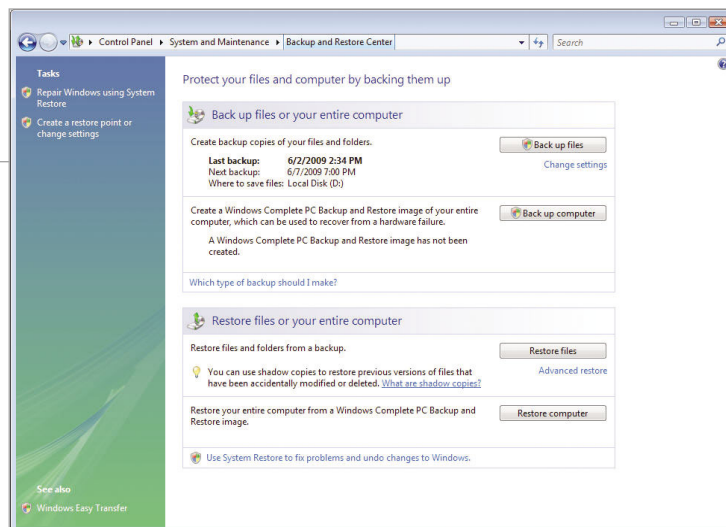 Control Panel ▸ System and Maintenance ▸ Backup and Restore Center
Search
Tasks
Repair Windows using System
Restore
Create a restore point or
change settings
Protect your files and computer by backing them up
Back up files or your entire computer
Create backup copies of your files and folders.
Back up files
Last backup: 6/2/2009 2:34 PM
Change settings
Next backup: 6/7/2009 7:00 PM
Where to save files: Local Disk (D:)
Create a Windows Complete PC Backup and Restore image of your entire
computer, which can be used to recover from a hardware failure.
Back up computer
A Windows Complete PC Backup and Restore image has not been
created.
Which type of backup should I make?
Restore files or your entire computer
Restore files and folders from a backup.
Restore files
You can use shadow copies to restore previous versions of files that
have been accidentally modified or deleted. What are shadow copies?
Advanced restore
Restore your entire computer from a Windows Complete PC Backup and
Restore image.
Restore computer
Use System Restore to fix problems and undo changes to Windows.
See also
Windows Easy Transfer